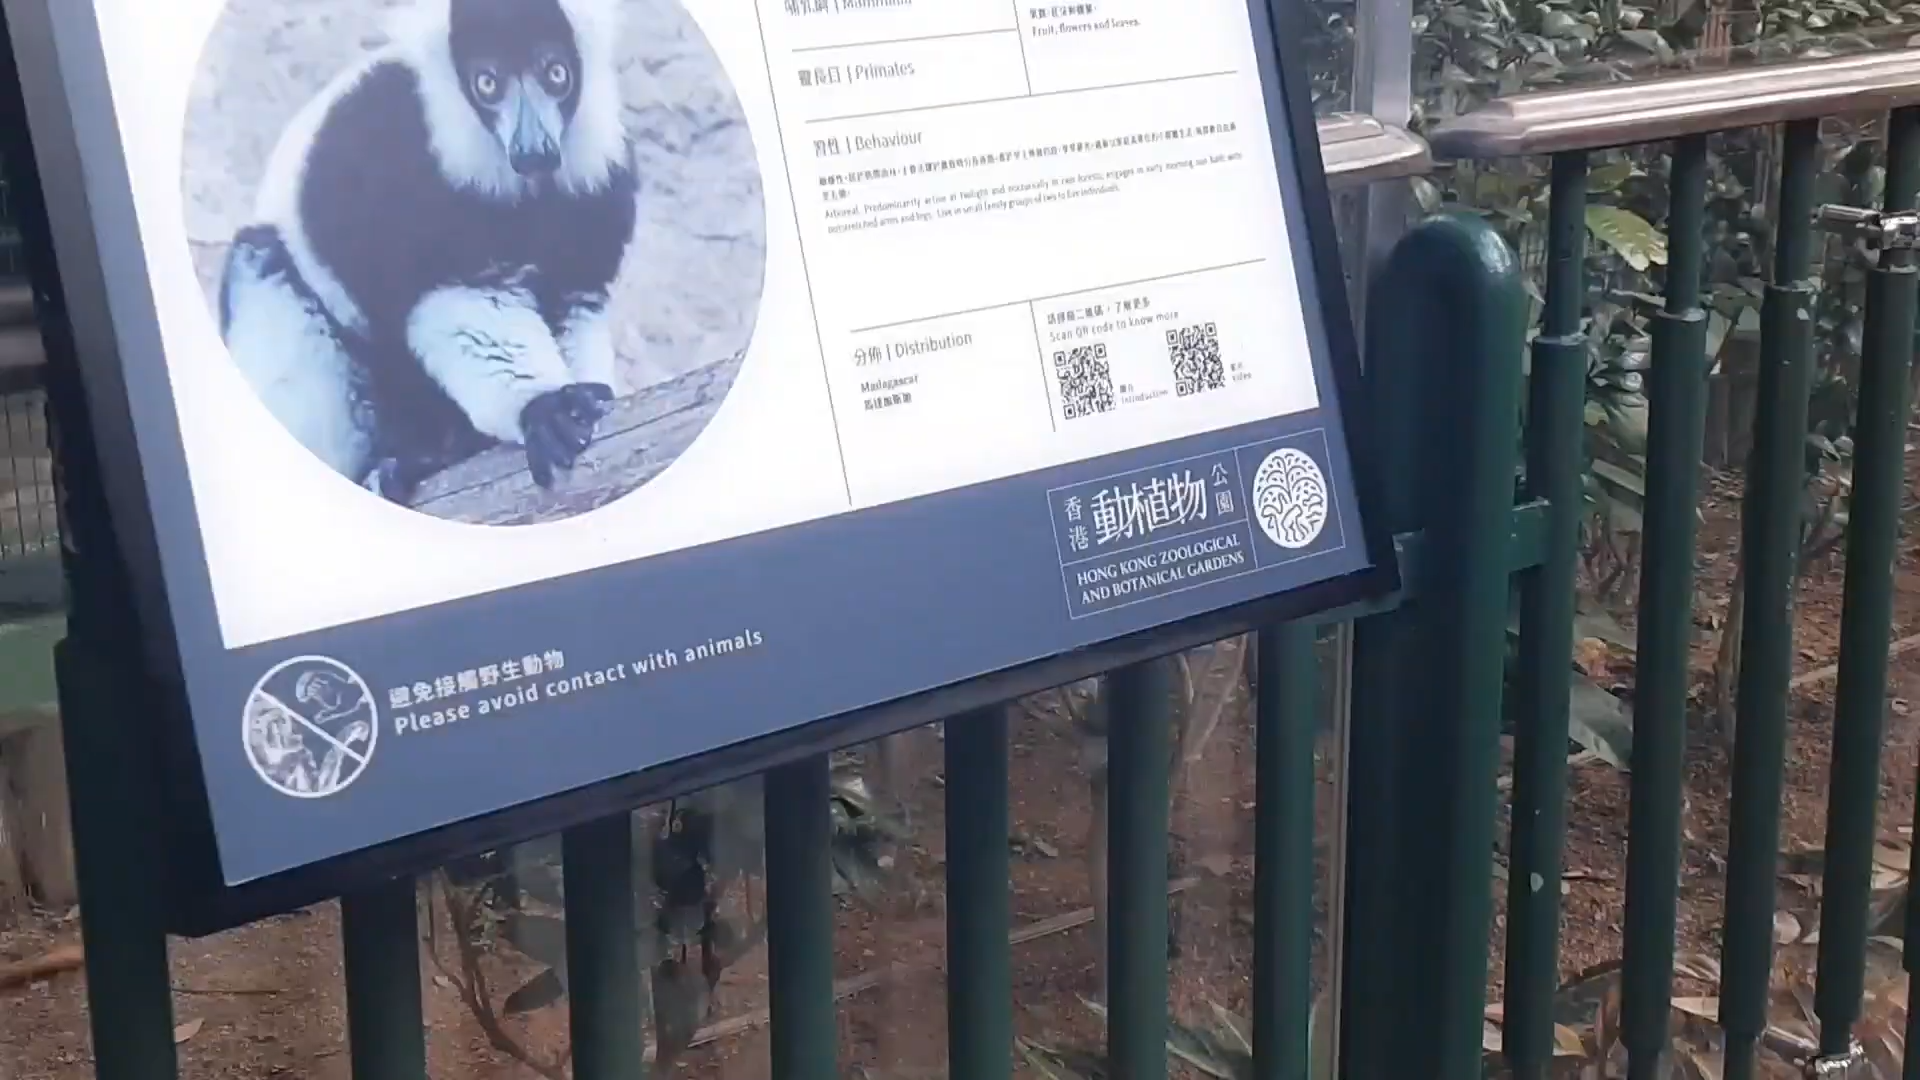 哺乳綱 | Mammalia
Fruit, flowers and leaves.
靈長目 | Primates
習性 | Behaviour
Arboreal. Predominantly active at twilight and nocturnally in rain forests; engages in early morning sun bath with
outstretched arms and legs. Live in small family groups of two to five individuals.
分佈 | Distribution
Madagascar
馬達加斯加
請掃描二維碼，了解更多
Scan QR code to know more
簡介
Introduction
影片
Video
香港動植物公園
HONG KONG ZOOLOGICAL
AND BOTANICAL GARDENS
避免接觸野生動物
Please avoid contact with animals